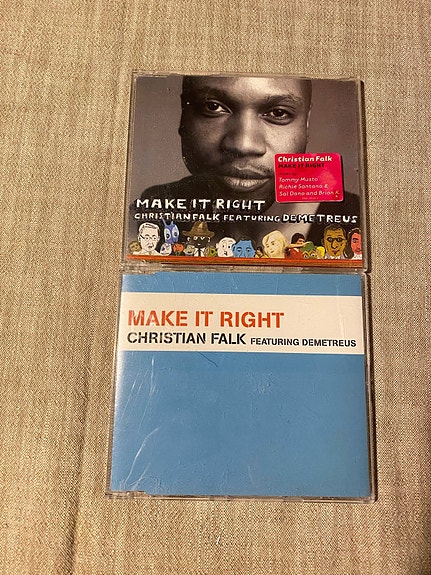 Christian Falk
MAKE IT RIGHT
Tommy Musto
Richie Santana &
Sal Dano and Brian A.
MAKE IT RIGHT
CHRISTIAN FALK FEATURING DEMETREUS
MAKE IT RIGHT
CHRISTIAN FALK FEATURING DEMETREUS